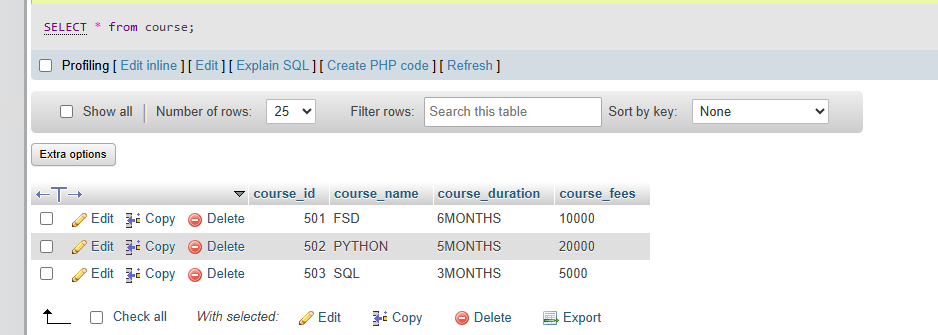 SELECT * from course;
Profiling [ Edit inline ] [ Edit ] [ Explain SQL ] [ Create PHP code ] [ Refresh ]
Show all Number of rows: 25 Filter rows: Search this table Sort by key: None
Extra options
course_id course_name course_duration course_fees
Edit Copy Delete 501 FSD 6MONTHS 10000
Edit Copy Delete 502 PYTHON 5MONTHS 20000
Edit Copy Delete 503 SQL 3MONTHS 5000
Check all With selected: Edit Copy Delete Export